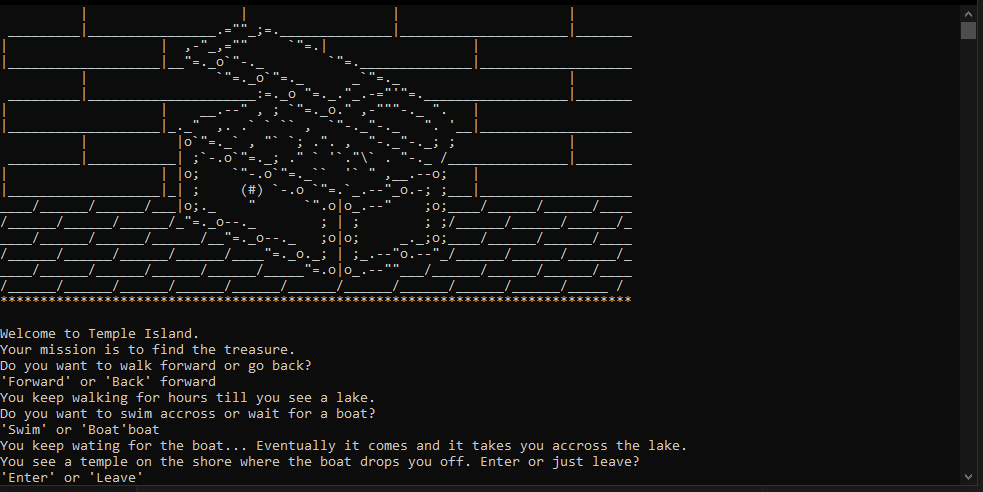 Welcome to Temple Island.
Your mission is to find the treasure.
Do you want to walk forward or go back?
'Forward' or 'Back' forward
You keep walking for hours till you see a lake.
Do you want to swim accross or wait for a boat?
'Swim' or 'Boat'boat
You keep wating for the boat... Eventually it comes and it takes you accross the lake.
You see a temple on the shore where the boat drops you off. Enter or just leave?
'Enter' or 'Leave'